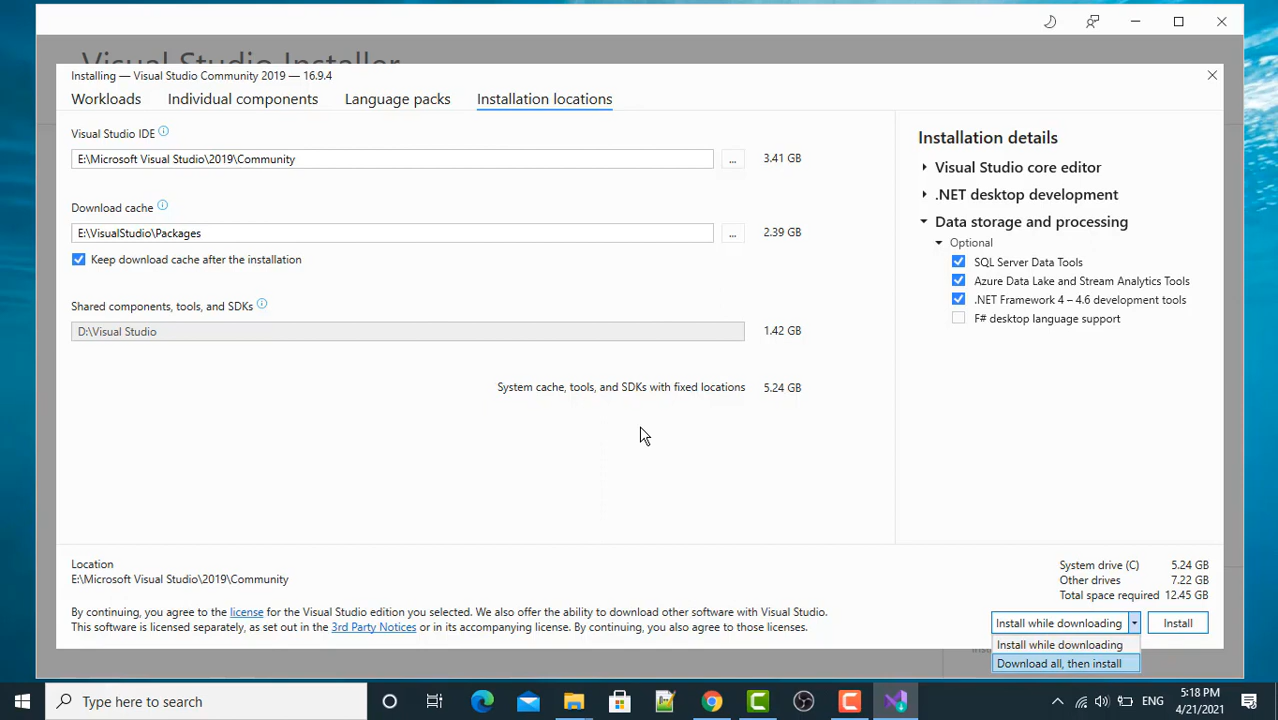 Visual Studio Installer
Installing — Visual Studio Community 2019 — 16.9.4
Workloads Individual components Language packs Installation locations
Visual Studio IDE
E:\Microsoft Visual Studio\2019\Community ... 3.41 GB
Download cache
E:\VisualStudio\Packages ... 2.39 GB
Keep download cache after the installation
Shared components, tools, and SDKs
D:\Visual Studio 1.42 GB
System cache, tools, and SDKs with fixed locations 5.24 GB
Installation details
Visual Studio core editor
.NET desktop development
Data storage and processing
Optional
SQL Server Data Tools
Azure Data Lake and Stream Analytics Tools
.NET Framework 4 – 4.6 development tools
F# desktop language support
Location
E:\Microsoft Visual Studio\2019\Community
By continuing, you agree to the license for the Visual Studio edition you selected. We also offer the ability to download other software with Visual Studio.
This software is licensed separately, as set out in the 3rd Party Notices or in its accompanying license. By continuing, you also agree to those licenses.
System drive (C) 5.24 GB
Other drives 7.22 GB
Total space required 12.45 GB
Install while downloading Install
Install while downloading
Download all, then install
Type here to search
ENG
5:18 PM
4/21/2021